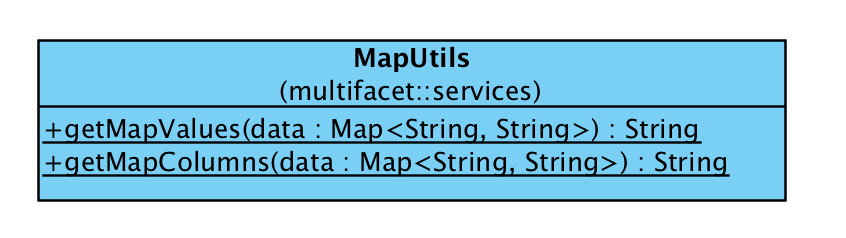 MapUtils
(multifacet::services)
+getMapValues(data : Map<String, String>) : String
+getMapColumns(data : Map<String, String>) : String